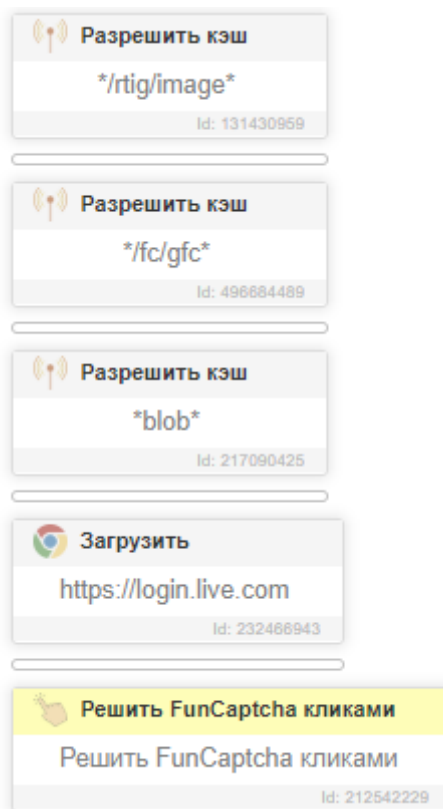 Разрешить кэш
*/rtig/image*
Id: 131430959
Разрешить кэш
*/fc/gfc*
Id: 496684489
Разрешить кэш
*blob*
Id: 217090425
Загрузить
https://login.live.com
Id: 232466943
Решить FunCaptcha кликами
Решить FunCaptcha кликами
Id: 212542229